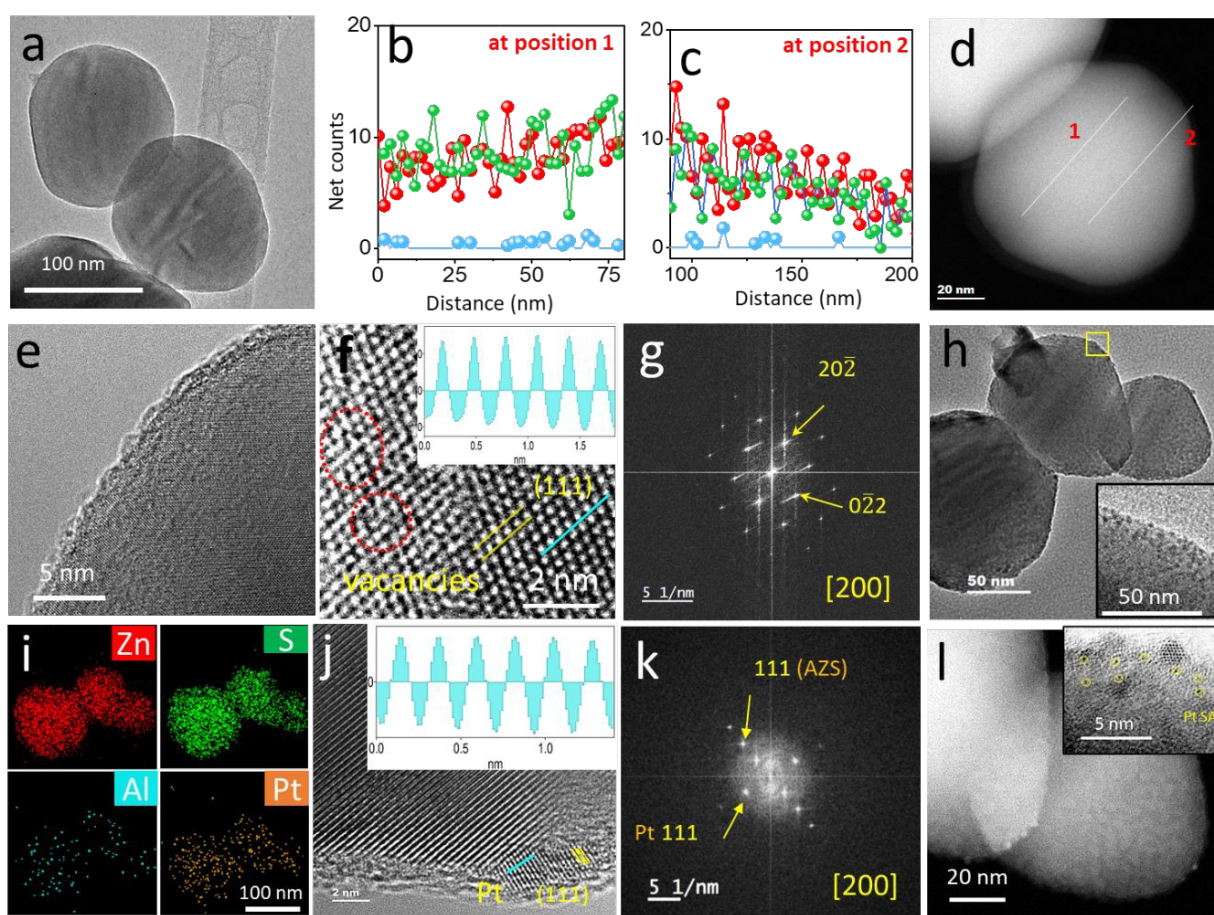 a
100 nm
b
at position 1
20
10
0
Net counts
0 25 50 75
Distance (nm)
c
at position 2
20
10
0
100 150 200
Distance (nm)
d
1
2
20 nm
e
5 nm
f
0
0.0 0.5 1.0 1.5
nm
(111)
vacancies
2 nm
g
202̅
02̅2
5 1/nm
[200]
h
50 nm
50 nm
i
Zn
S
Al
Pt
100 nm
j
0
0.0 0.5 1.0
nm
Pt
(111)
2 nm
k
111 (AZS)
Pt 111
5 1/nm
[200]
l
5 nm
Pt SA
20 nm